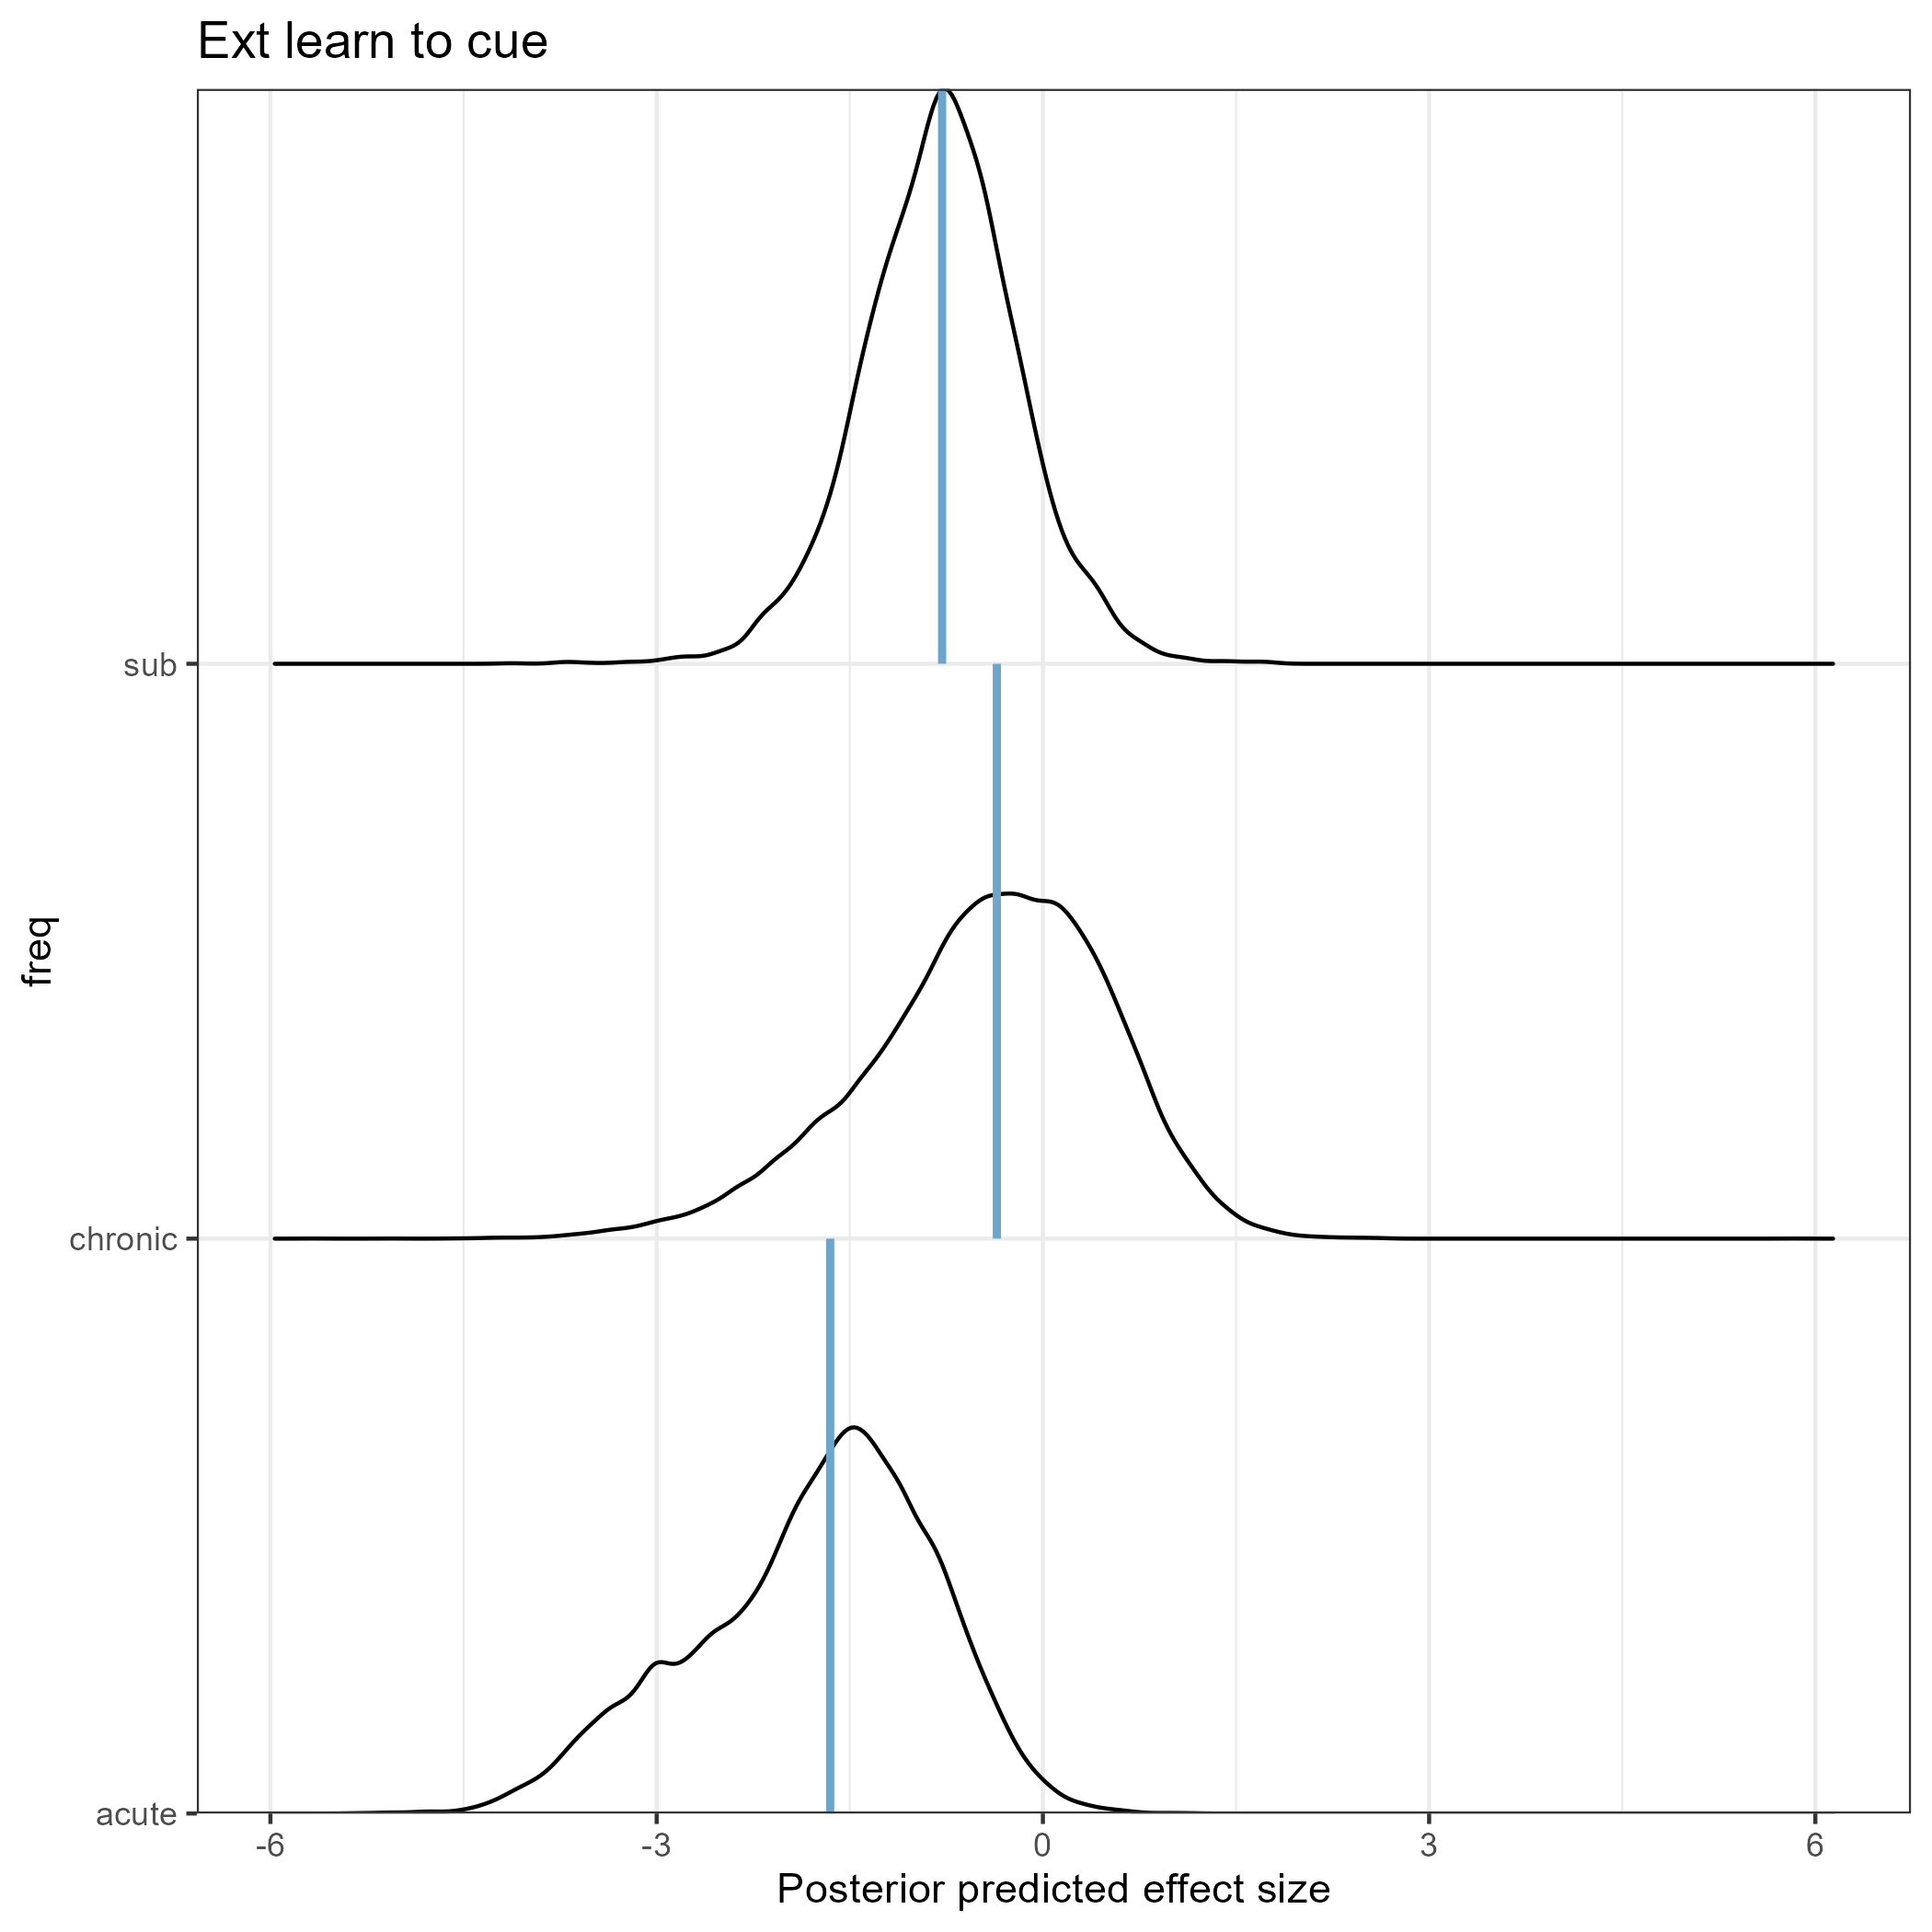 Ext learn to cue
sub
chronic
acute
freq
-6 -3 0 3 6
Posterior predicted effect size